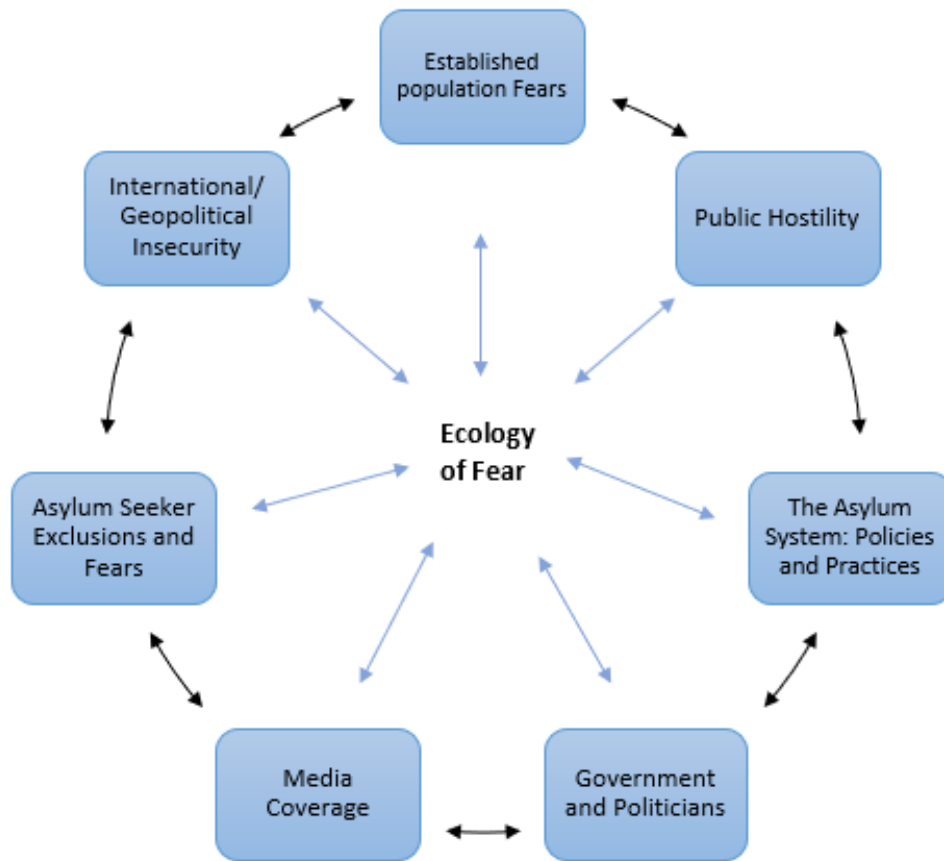 Established
population Fears
International/
Geopolitical
Insecurity
Public Hostility
Ecology
of Fear
Asylum Seeker
Exclusions and
Fears
The Asylum
System: Policies
and Practices
Media
Coverage
Government
and Politicians